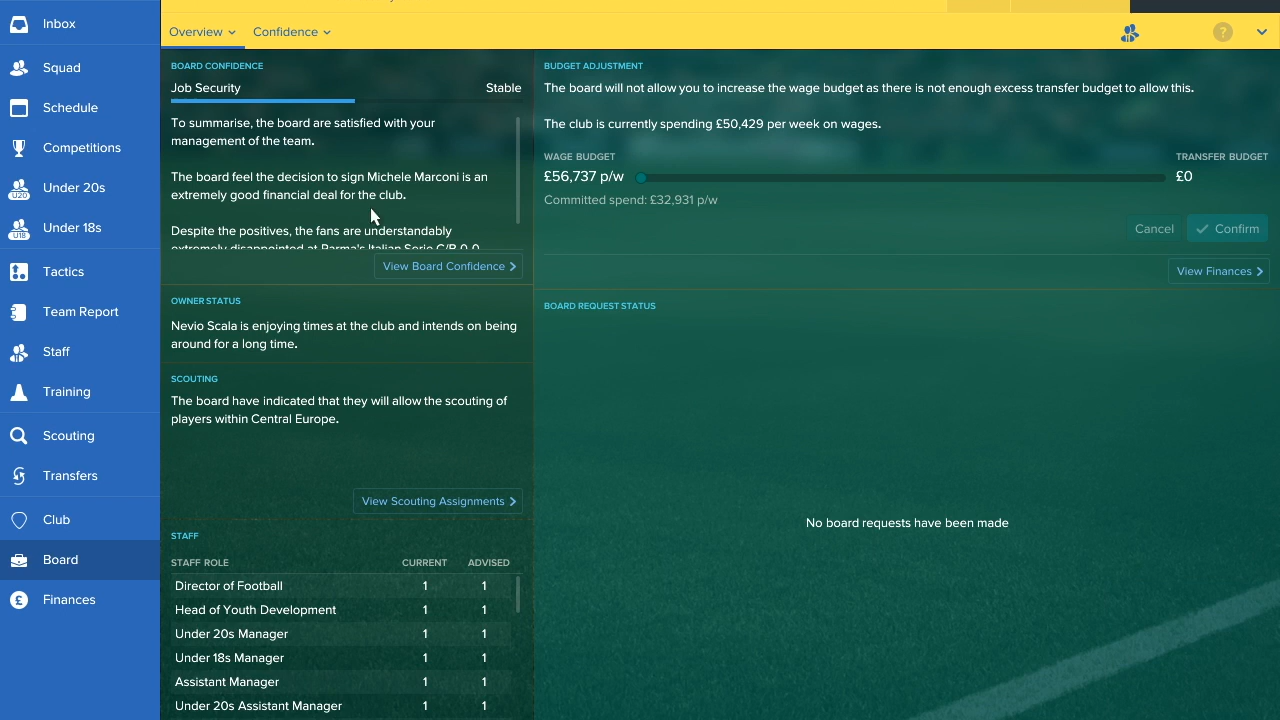 Inbox
Squad
Schedule
Competitions
U20
Under 20s
U18
Under 18s
Tactics
Team Report
Staff
Training
Scouting
Transfers
Club
Board
£
Finances
Overview
Confidence
?
BOARD CONFIDENCE
Job Security
Stable
To summarise, the board are satisfied with your
management of the team.
The board feel the decision to sign Michele Marconi is an
extremely good financial deal for the club.
Despite the positives, the fans are understandably
extremely disappointed at Parma's Italian Serie C/B 0-0
View Board Confidence
OWNER STATUS
Nevio Scala is enjoying times at the club and intends on being
around for a long time.
SCOUTING
The board have indicated that they will allow the scouting of
players within Central Europe.
View Scouting Assignments
STAFF
STAFF ROLE CURRENT ADVISED
Director of Football 1 1
Head of Youth Development 1 1
Under 20s Manager 1 1
Under 18s Manager 1 1
Assistant Manager 1 1
Under 20s Assistant Manager 1 1
BUDGET ADJUSTMENT
The board will not allow you to increase the wage budget as there is not enough excess transfer budget to allow this.
The club is currently spending £50,429 per week on wages.
WAGE BUDGET
TRANSFER BUDGET
£56,737 p/w
£0
Committed spend: £32,931 p/w
Cancel
Confirm
View Finances
BOARD REQUEST STATUS
No board requests have been made